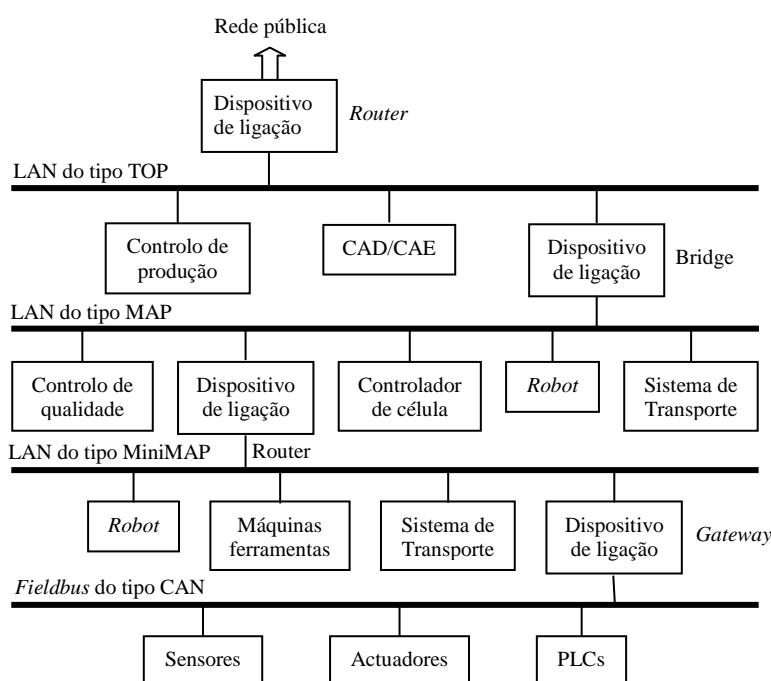 Rede pública
Dispositivo
de ligação
Router
LAN do tipo TOP
Controlo de
produção
CAD/CAE
Dispositivo
de ligação
Bridge
LAN do tipo MAP
Controlo de
qualidade
Dispositivo
de ligação
Controlador
de célula
Robot
Sistema de
Transporte
Router
LAN do tipo MiniMAP
Robot
Máquinas
ferramentas
Sistema de
Transporte
Dispositivo
de ligação
Gateway
Fieldbus do tipo CAN
Sensores
Actuadores
PLCs